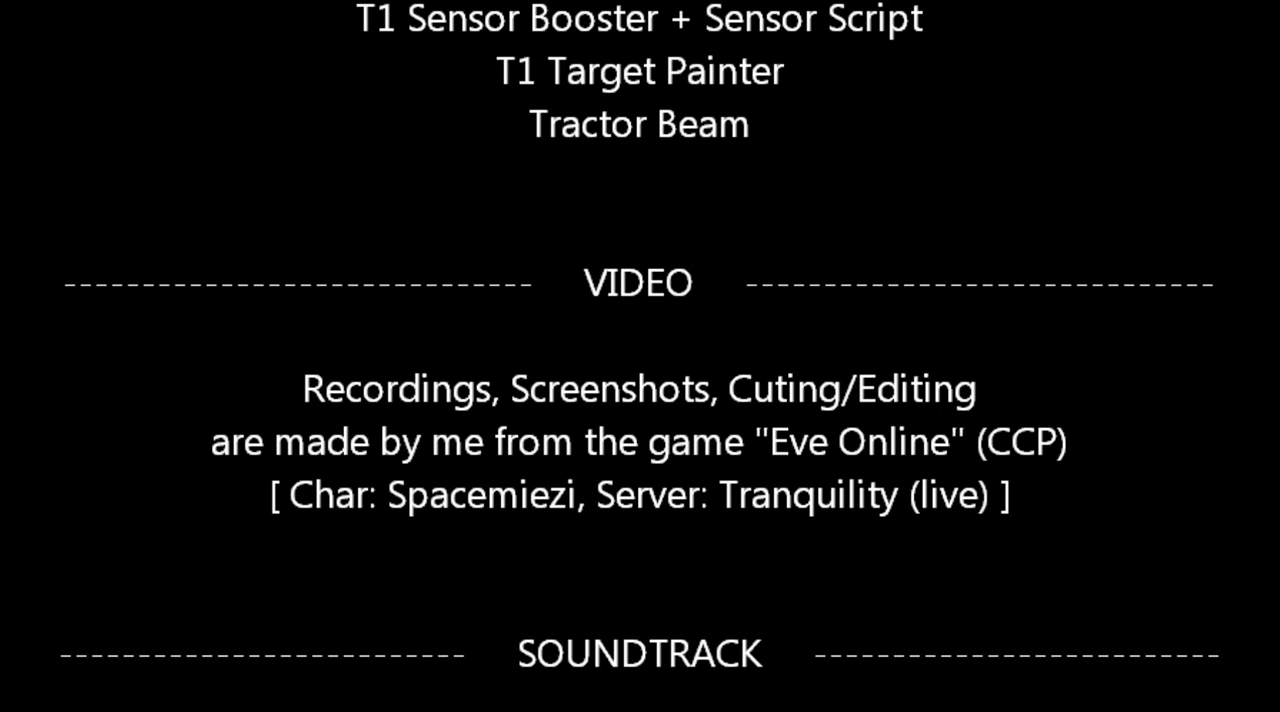 T1 Sensor Booster + Sensor Script
T1 Target Painter
Tractor Beam
------------------------------ VIDEO ------------------------------
Recordings, Screenshots, Cuting/Editing
are made by me from the game "Eve Online" (CCP)
[ Char: Spacemiezi, Server: Tranquility (live) ]
-------------------------- SOUNDTRACK --------------------------